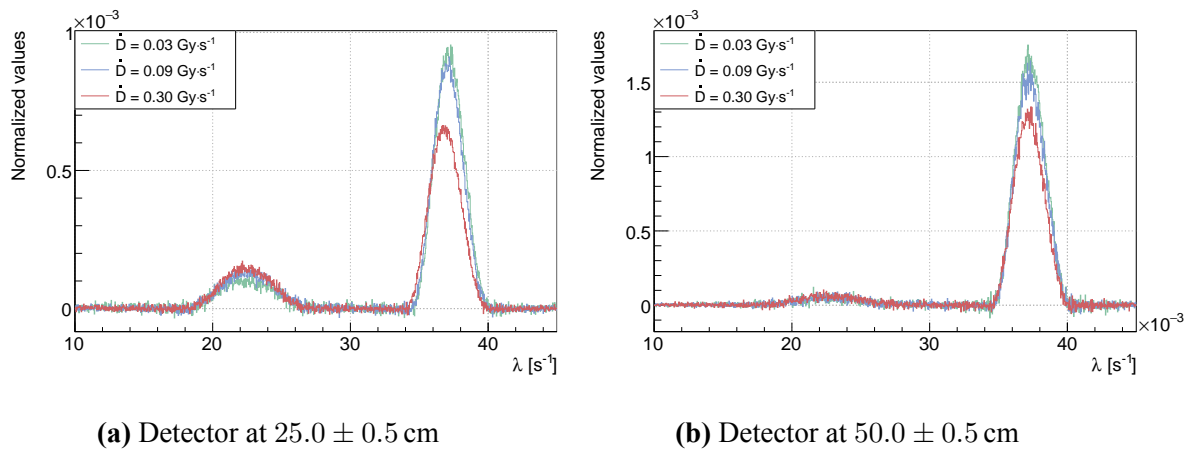 ×10⁻³
Normalized values
Ḋ = 0.03 Gy·s⁻¹
Ḋ = 0.09 Gy·s⁻¹
Ḋ = 0.30 Gy·s⁻¹
1
0.5
0
10 20 30 40
λ [s⁻¹]
(a) Detector at 25.0 ± 0.5 cm
×10⁻³
Normalized values
Ḋ = 0.03 Gy·s⁻¹
Ḋ = 0.09 Gy·s⁻¹
Ḋ = 0.30 Gy·s⁻¹
1.5
1
0.5
0
10 20 30 40
×10⁻³
λ [s⁻¹]
(b) Detector at 50.0 ± 0.5 cm